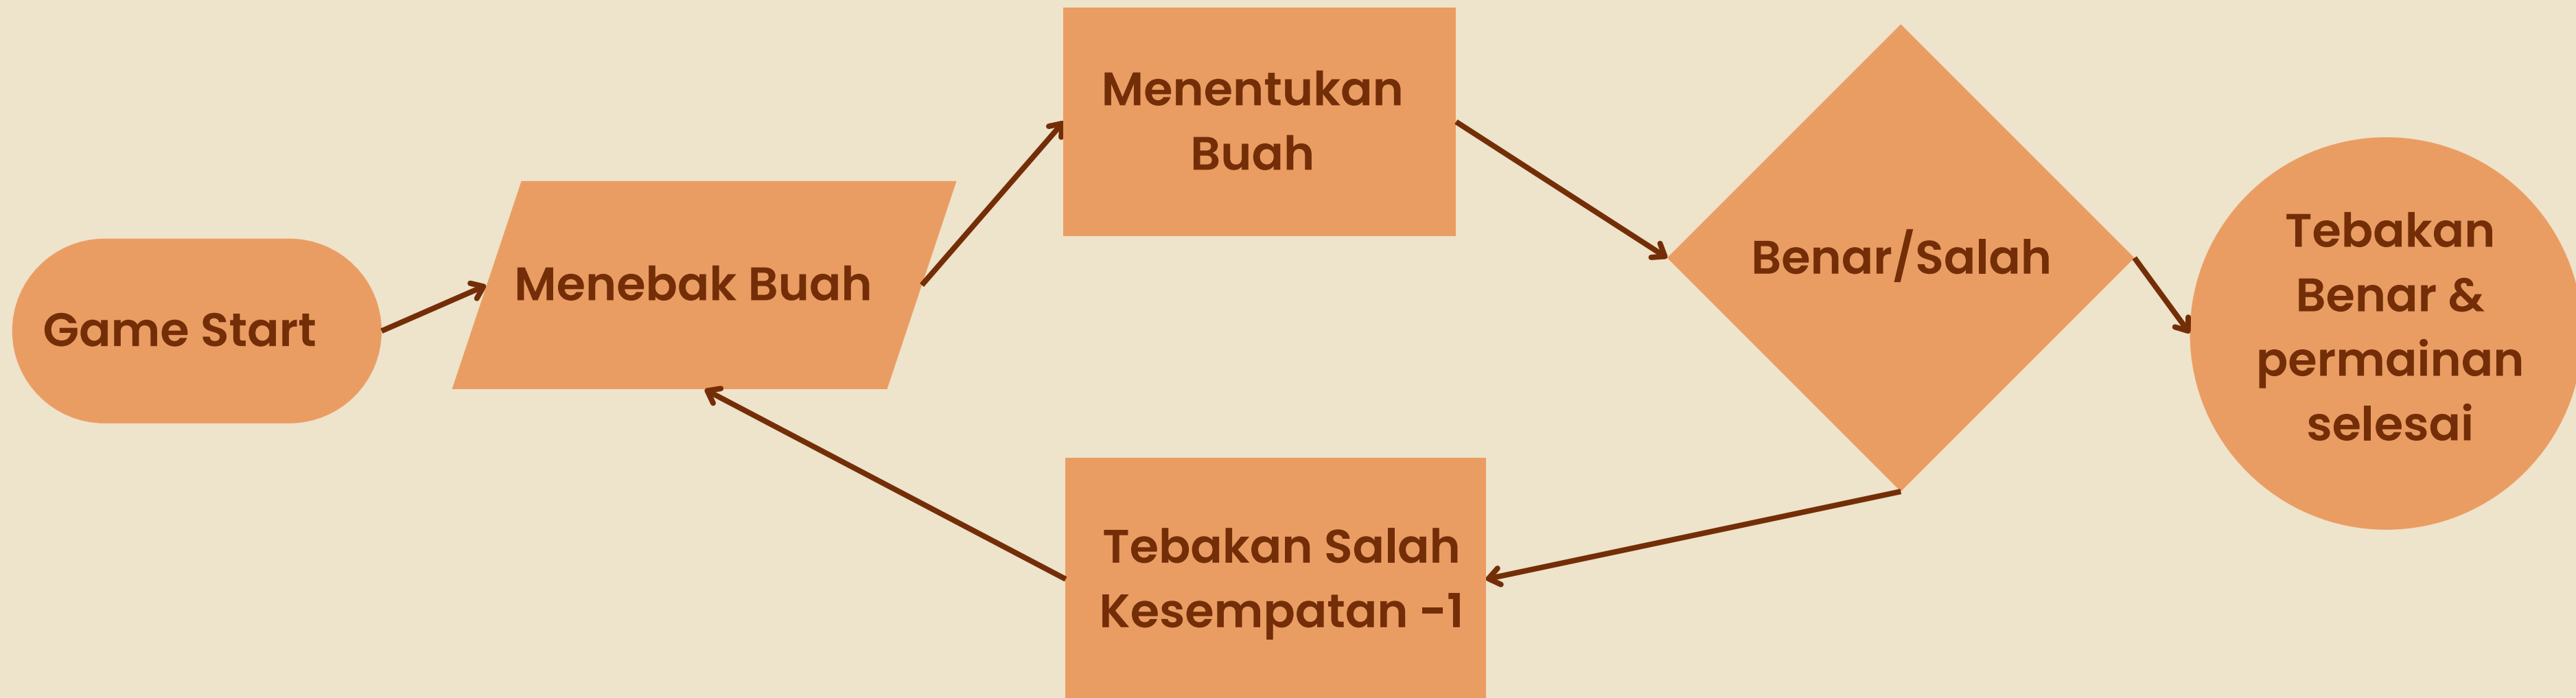 Game Start
Menebak Buah
Menentukan
Buah
Benar/Salah
Tebakan
Benar &
permainan
selesai
Tebakan Salah
Kesempatan -1